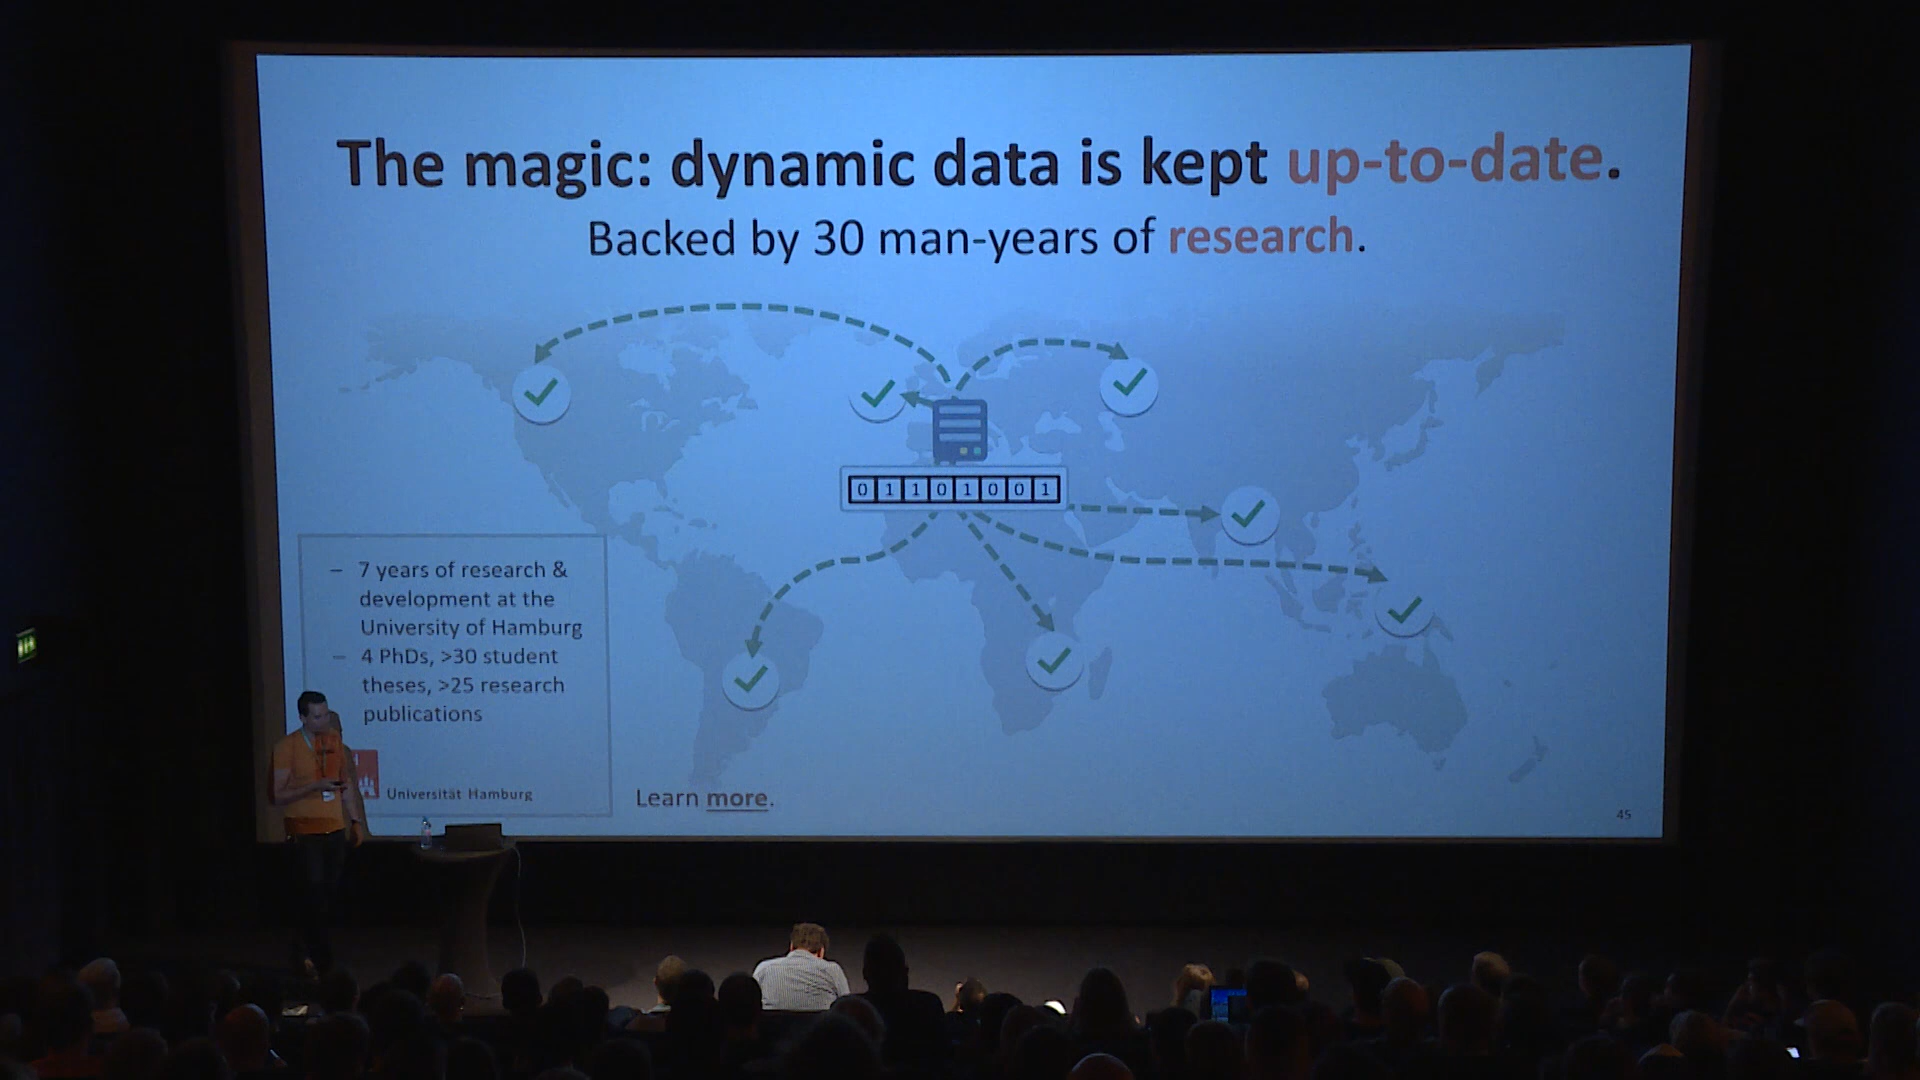 The magic: dynamic data is kept up-to-date.
Backed by 30 man-years of research.
0 1 1 0 1 0 0 1
– 7 years of research &
development at the
University of Hamburg
– 4 PhDs, >30 student
theses, >25 research
publications
Universität Hamburg
Learn more.
45